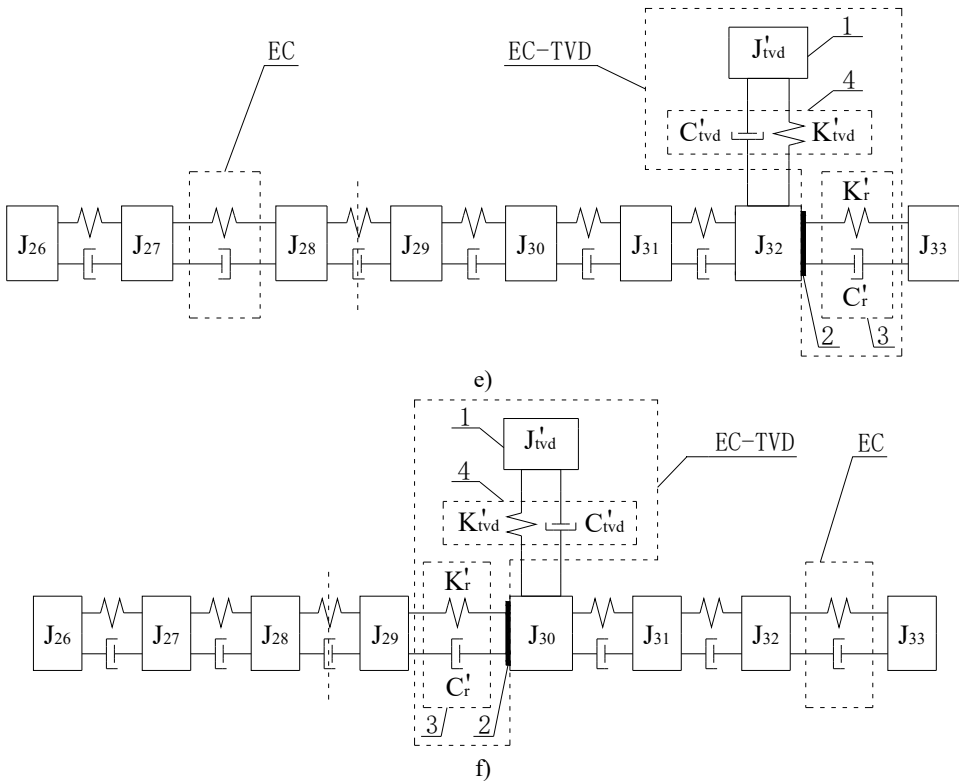 EC
EC-TVD
J'tvd
1
4
C'tvd
K'tvd
J26
J27
J28
J29
J30
J31
J32
K'r
C'r
J33
2
3
e)
1
J'tvd
EC-TVD
EC
4
K'tvd
C'tvd
K'r
J26
J27
J28
J29
J30
J31
J32
J33
C'r
3
2
f)